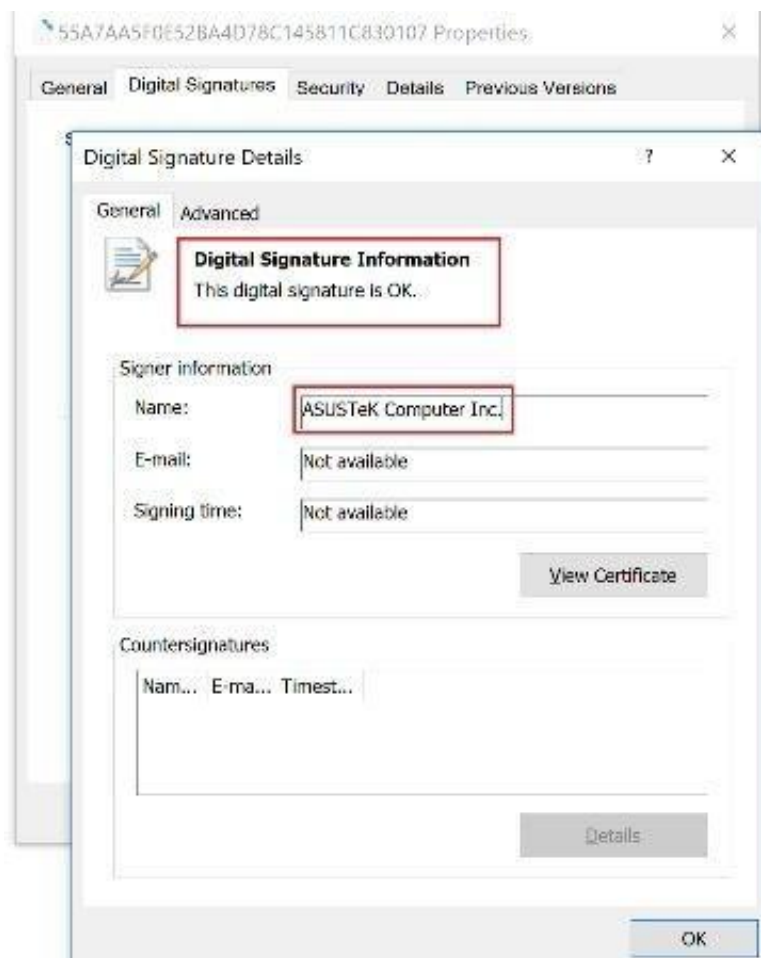 55A7AA5F0E52BA4D78C145811C830107 Properties
General Digital Signatures Security Details Previous Versions
Digital Signature Details ? ×
General Advanced
Digital Signature Information
This digital signature is OK.
Signer information
Name: ASUSTeK Computer Inc.
E-mail: Not available
Signing time: Not available
View Certificate
Countersignatures
Nam... E-ma... Timest...
Details
OK